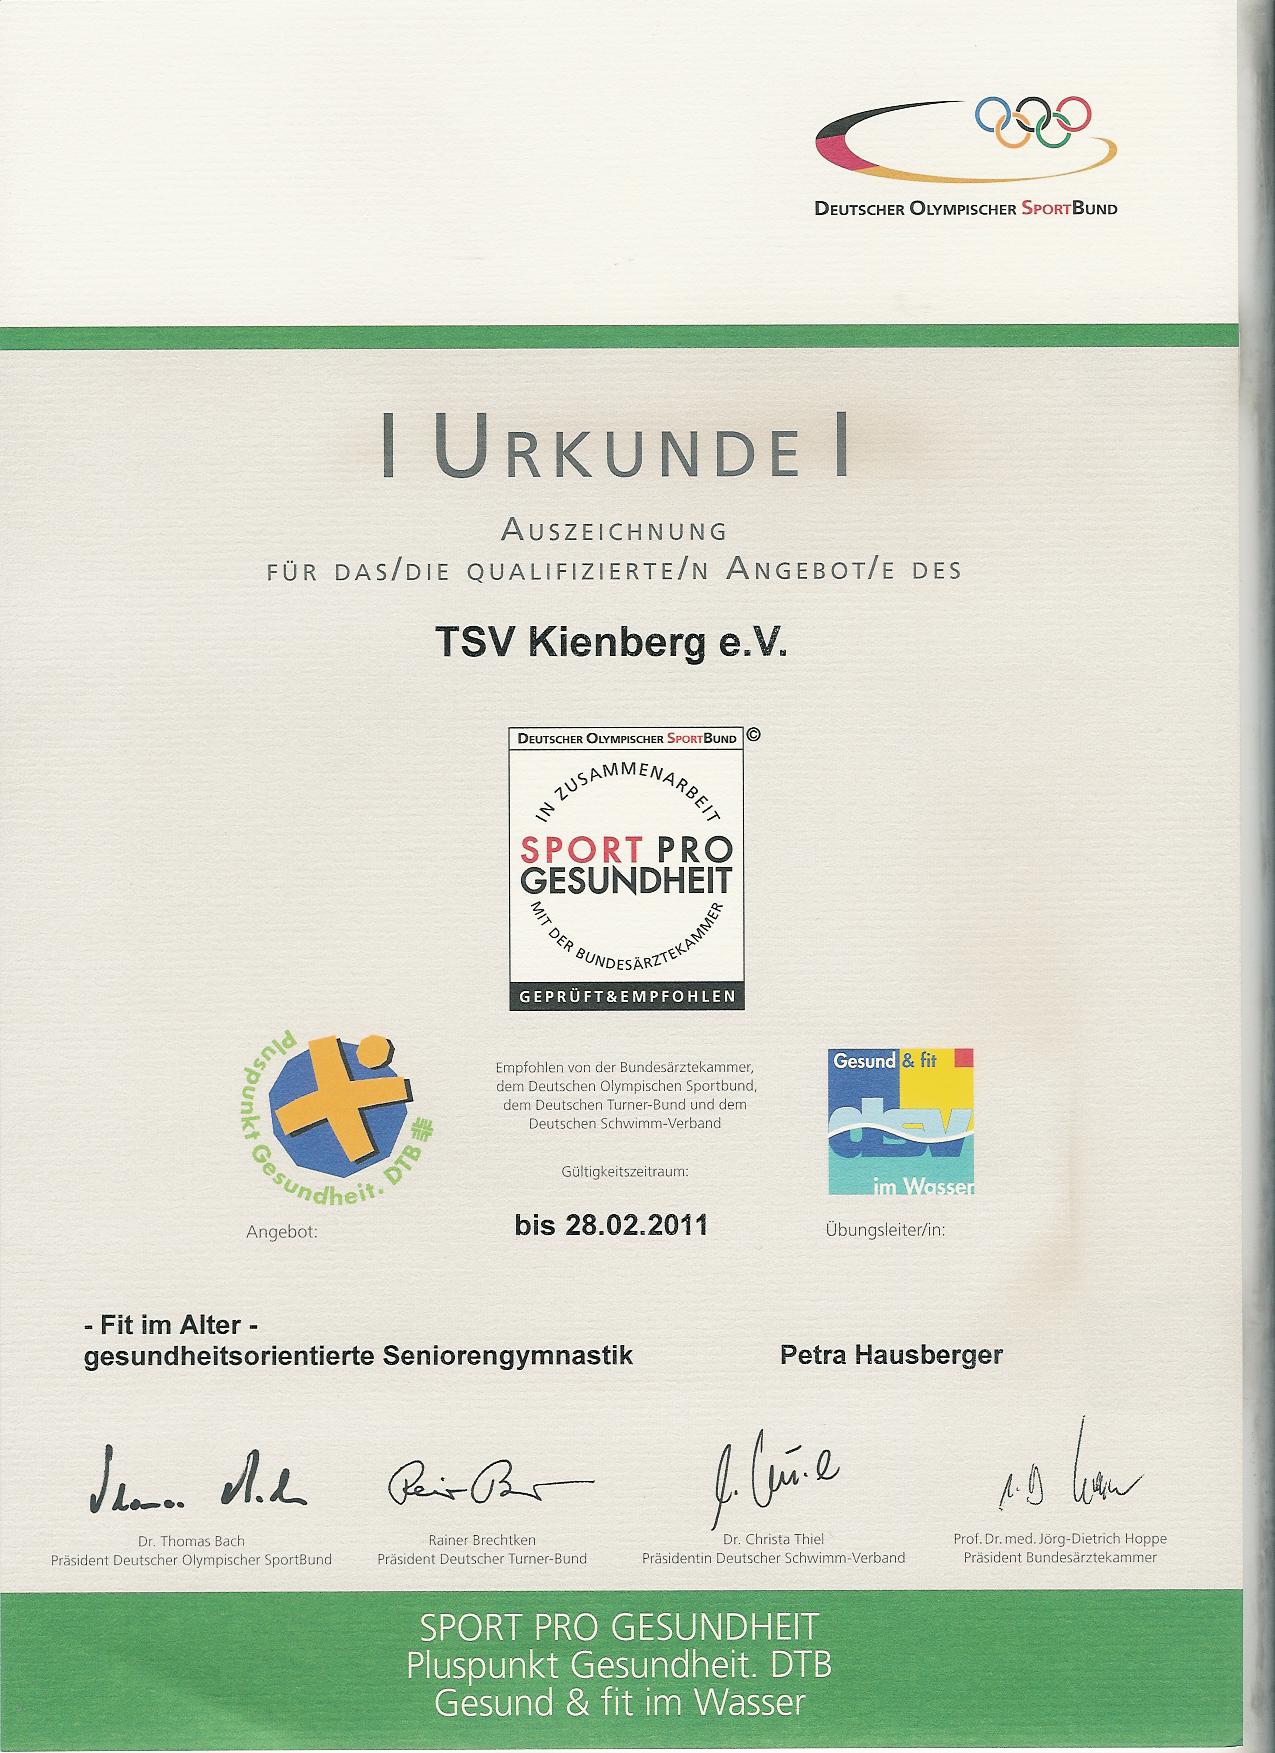 DEUTSCHER OLYMPISCHER SPORTBUND
| URKUNDE |
AUSZEICHNUNG
FÜR DAS/DIE QUALIFIZIERTE/N ANGEBOT/E DES
TSV Kienberg e.V.
DEUTSCHER OLYMPISCHER SPORTBUND ©
IN ZUSAMMENARBEIT
SPORT PRO
GESUNDHEIT
MIT DER BUNDESÄRZTEKAMMER
GEPRÜFT&EMPFOHLEN
Pluspunkt Gesundheit. DTB
Empfohlen von der Bundesärztekammer,
dem Deutschen Olympischen Sportbund,
dem Deutschen Turner-Bund und dem
Deutschen Schwimm-Verband
Gesund & fit
dsv
im Wasser
Gültigkeitszeitraum:
Angebot:
bis 28.02.2011
Übungsleiter/in:
- Fit im Alter -
gesundheitsorientierte Seniorengymnastik
Petra Hausberger
Dr. Thomas Bach
Präsident Deutscher Olympischer SportBund
Rainer Brechtken
Präsident Deutscher Turner-Bund
Dr. Christa Thiel
Präsidentin Deutscher Schwimm-Verband
Prof. Dr. med. Jörg-Dietrich Hoppe
Präsident Bundesärztekammer
SPORT PRO GESUNDHEIT
Pluspunkt Gesundheit. DTB
Gesund & fit im Wasser